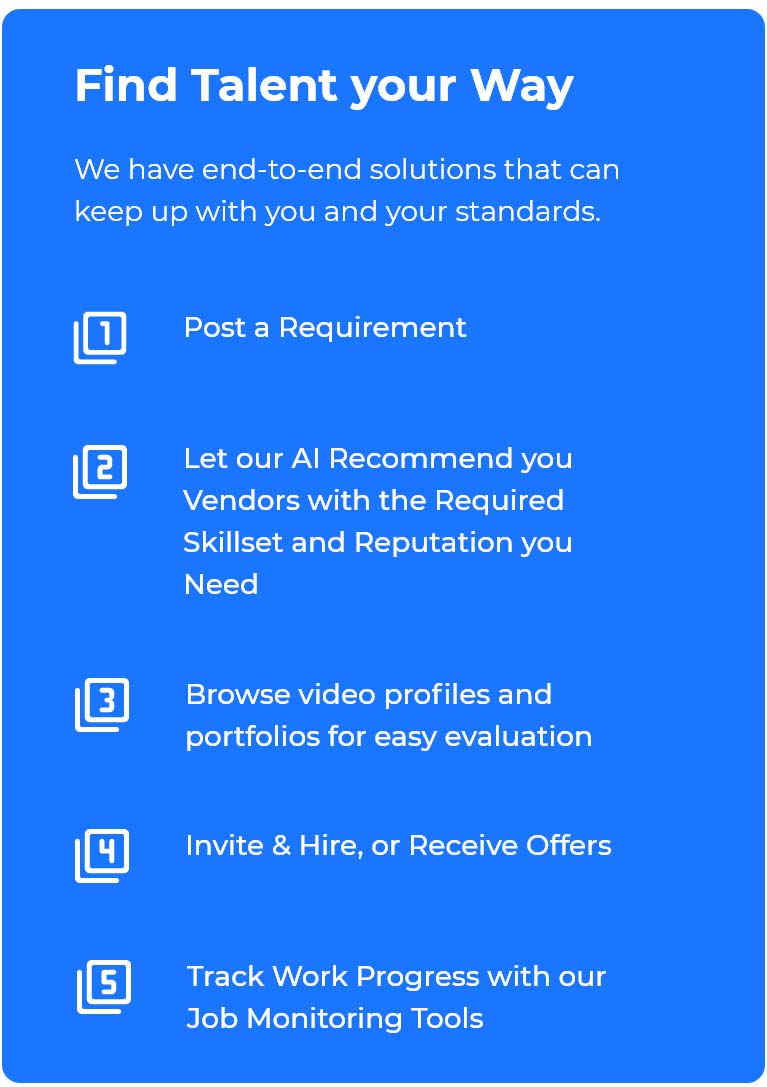 Find Talent your Way
We have end-to-end solutions that can
keep up with you and your standards.
1
Post a Requirement
2
Let our AI Recommend you
Vendors with the Required
Skillset and Reputation you
Need
3
Browse video profiles and
portfolios for easy evaluation
4
Invite & Hire, or Receive Offers
5
Track Work Progress with our
Job Monitoring Tools